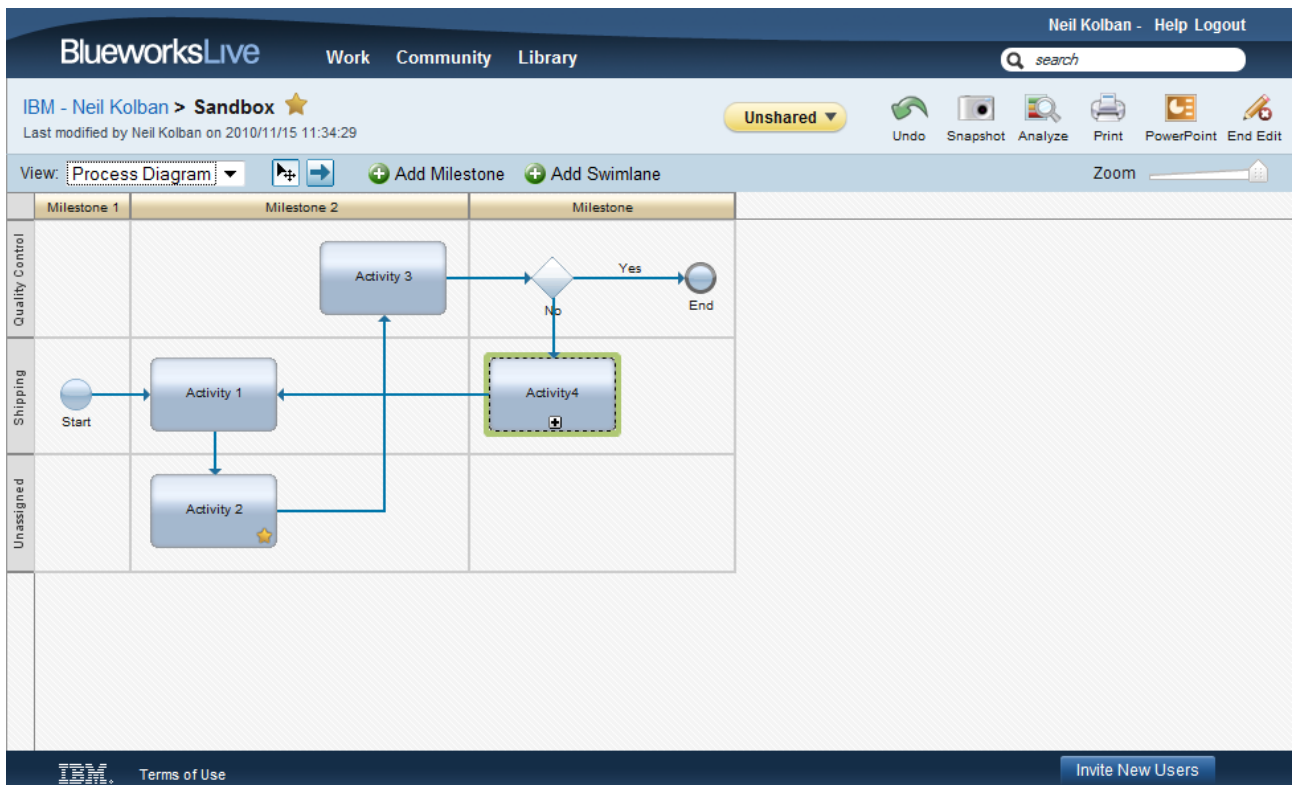 Neil Kolban - Help Logout
BlueworksLive Work Community Library search
IBM - Neil Kolban > Sandbox
Last modified by Neil Kolban on 2010/11/15 11:34:29
Unshared
Undo Snapshot Analyze Print PowerPoint End Edit
View: Process Diagram Add Milestone Add Swimlane Zoom
Milestone 1 Milestone 2 Milestone
Quality Control
Activity 3
Yes
No
End
Shipping
Start
Activity 1
Activity4
Unassigned
Activity 2
IBM. Terms of Use Invite New Users